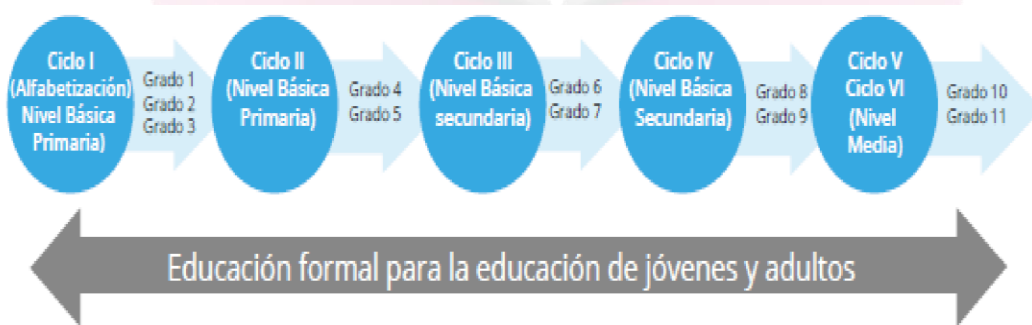 Ciclo I
(Alfabetización)
Nivel Básica
Primaria)
Grado 1
Grado 2
Grado 3
Ciclo II
(Nivel Básica
Primaria)
Grado 4
Grado 5
Ciclo III
(Nivel Básica
secundaria)
Grado 6
Grado 7
Ciclo IV
(Nivel Básica
Secundaria)
Grado 8
Grado 9
Ciclo V
Ciclo VI
(Nivel
Media)
Grado 10
Grado 11
Educación formal para la educación de jóvenes y adultos